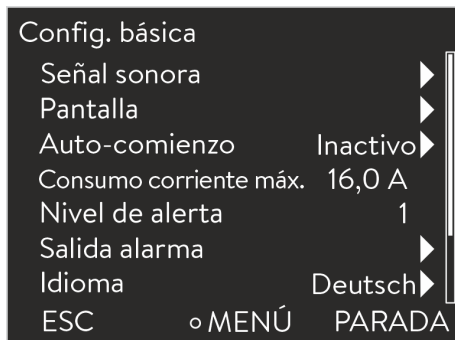 Config. básica
Señal sonora
Pantalla
Auto-comienzo Inactivo
Consumo corriente máx. 16,0 A
Nivel de alerta 1
Salida alarma
Idioma Deutsch
ESC MENÚ PARADA